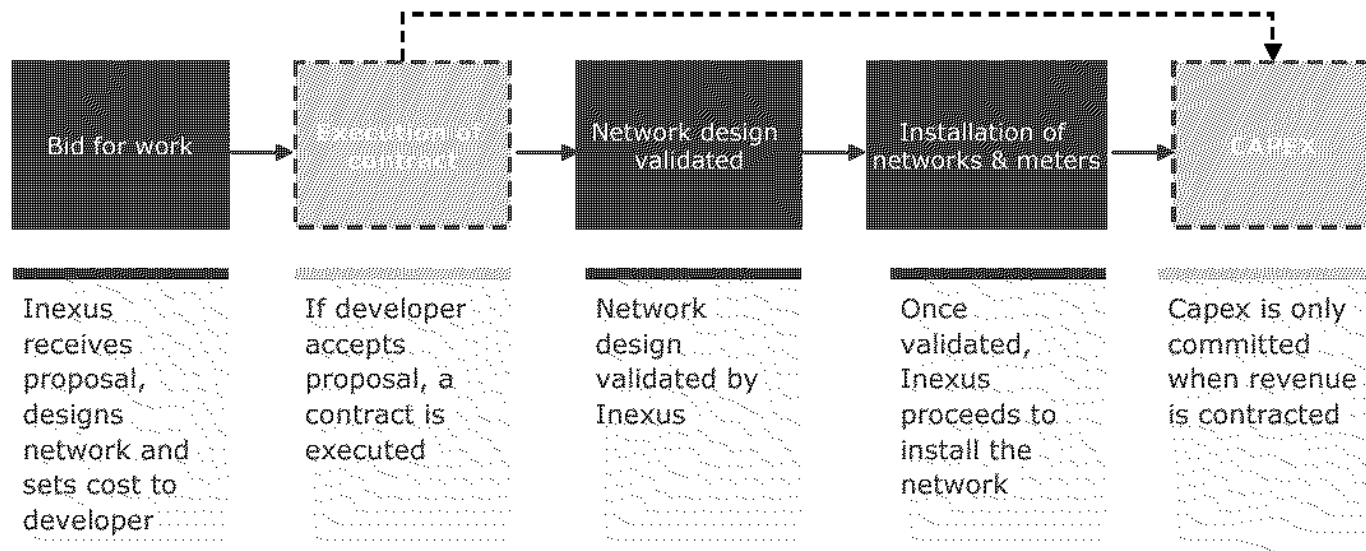 Bid for work
Execution of
contract
Network design
validated
Installation of
networks & meters
CAPEX
Inexus
receives
proposal,
designs
network and
sets cost to
developer
If developer
accepts
proposal, a
contract is
executed
Network
design
validated by
Inexus
Once
validated,
Inexus
proceeds to
install the
network
Capex is only
committed
when revenue
is contracted